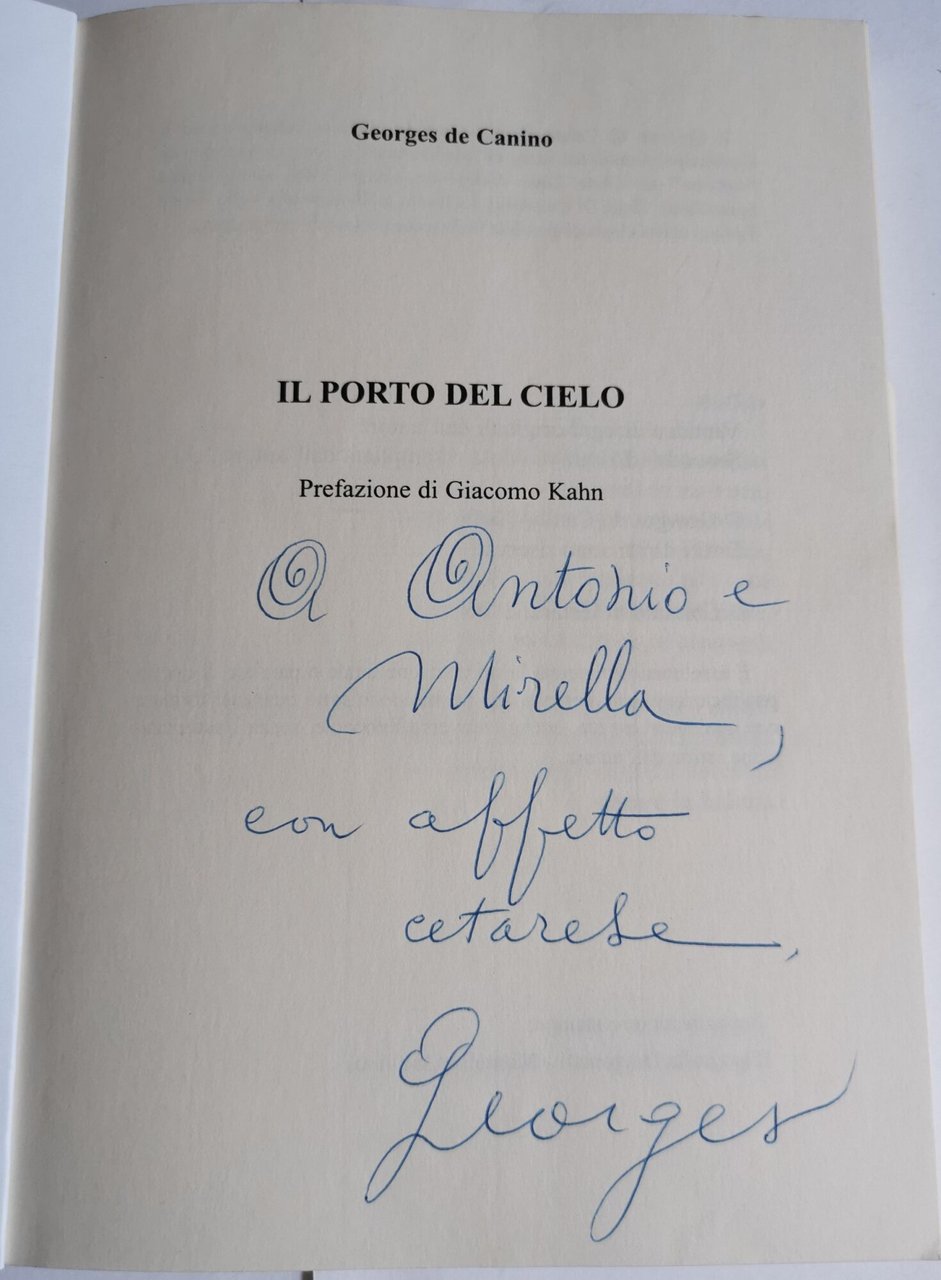 Georges de Canino
IL PORTO DEL CIELO
Prefazione di Giacomo Kahn
A Antonio e
Mirella,
con affetto
cetarese,
Georges